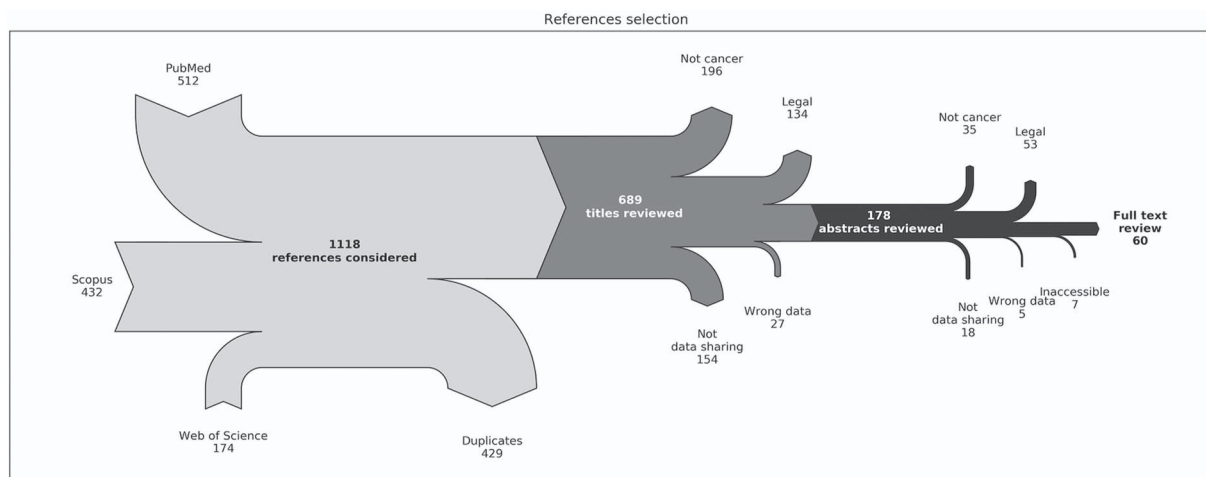 References selection
PubMed
512
Scopus
432
Web of Science
174
1118
references considered
Duplicates
429
689
titles reviewed
Not cancer
196
Legal
134
Not
data sharing
154
Wrong data
27
178
abstracts reviewed
Not cancer
35
Legal
53
Not
data sharing
18
Wrong data
5
Inaccessible
7
Full text
review
60